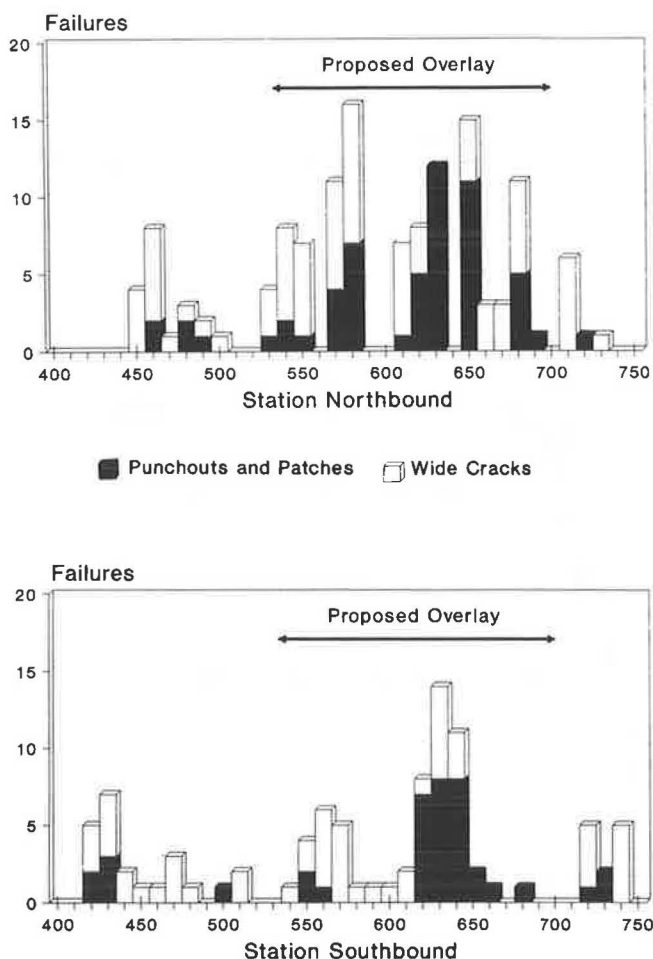 Failures
20
Proposed Overlay
15
10
5
0
400 450 500 550 600 650 700 750
Station Northbound
Punchouts and Patches Wide Cracks
Failures
20
Proposed Overlay
15
10
5
0
400 450 500 550 600 650 700 750
Station Southbound